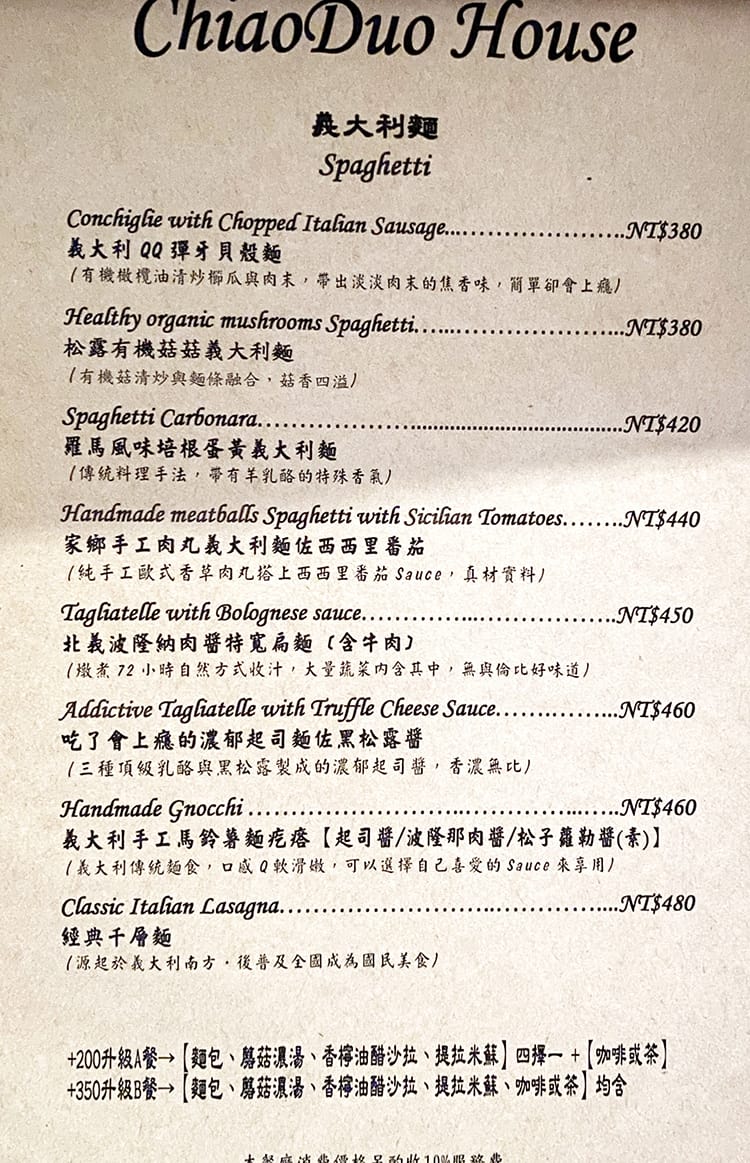 ChiaoDuo House
義大利麵
Spaghetti
Conchiglie with Chopped Italian Sausage........................NT$380
義大利 QQ 彈牙貝殼麵
(有機橄欖油清炒櫛瓜與肉末，帶出淡淡肉末的焦香味，簡單卻會上癮)
Healthy organic mushrooms Spaghetti............................NT$380
松露有機菇菇義大利麵
(有機菇清炒與麵條融合，菇香四溢)
Spaghetti Carbonara............................................................NT$420
羅馬風味培根蛋黃義大利麵
(傳統料理手法，帶有羊乳酪的特殊香氣)
Handmade meatballs Spaghetti with Sicilian Tomatoes........NT$440
家鄉手工肉丸義大利麵佐西西里番茄
(純手工歐式香草肉丸搭上西西里番茄 Sauce，真材實料)
Tagliatelle with Bolognese sauce...................................NT$450
北義波隆納肉醬特寬扁麵（含牛肉）
(燉煮 72 小時自然方式收汁，大量蔬菜內含其中，無與倫比好味道)
Addictive Tagliatelle with Truffle Cheese Sauce.................NT$460
吃了會上癮的濃郁起司麵佐黑松露醬
(三種頂級乳酪與黑松露製成的濃郁起司醬，香濃無比)
Handmade Gnocchi ..................................................NT$460
義大利手工馬鈴薯麵疙瘩【起司醬/波隆那肉醬/松子蘿勒醬(素)】
(義大利傳統麵食，口感 Q 軟滑嫩，可以選擇自己喜愛的 Sauce 來享用)
Classic Italian Lasagna..............................................NT$480
經典千層麵
(源起於義大利南方，後普及全國成為國民美食)
+200升級A餐→【麵包、蘑菇濃湯、香檸油醋沙拉、提拉米蘇】四擇一 +【咖啡或茶】
+350升級B餐→【麵包、蘑菇濃湯、香檸油醋沙拉、提拉米蘇、咖啡或茶】均含
本餐廳消費價格另酌收10%服務費